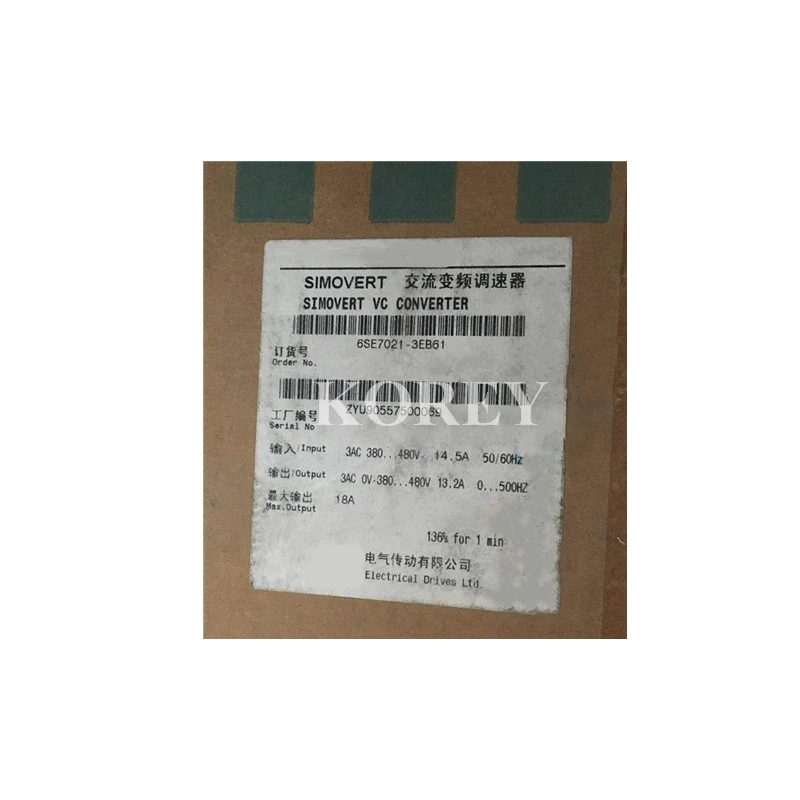 SIMOVERT 交流变频调速器
SIMOVERT VC CONVERTER
6SE7021-3EB61
订货号
Order No.
KOREY
ZYU90557500069
工厂编号
Serial No
输入/Input 3AC 380...480V 14.5A 50/60Hz
输出/Output 3AC 0V-380...480V 13.2A 0...500HZ
最大输出 18A
Max.Output
136% for 1 min
电气传动有限公司
Electrical Drives Ltd.